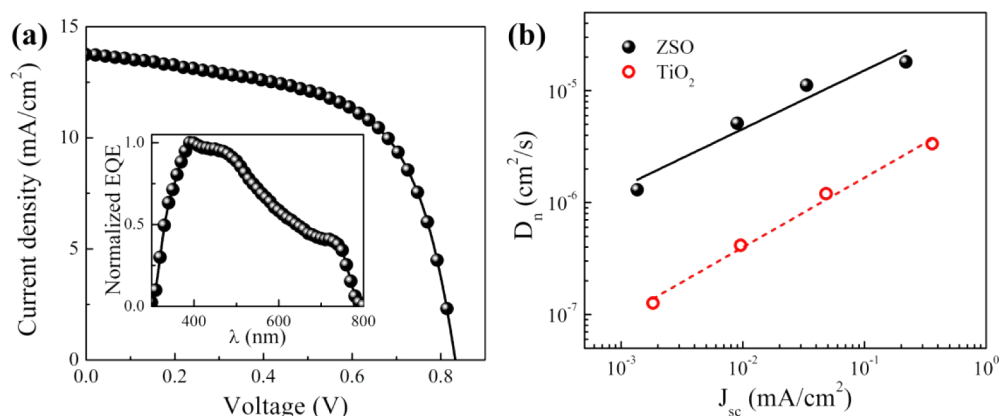 (a)
15
10
5
0
Current density (mA/cm²)
0.0 0.2 0.4 0.6 0.8
Voltage (V)
1.0
0.5
0.0
Normalized EQE
400 600 800
λ (nm)
(b)
ZSO
TiO₂
10⁻⁵
10⁻⁶
10⁻⁷
Dₙ (cm²/s)
10⁻³ 10⁻² 10⁻¹ 10⁰
J_sc (mA/cm²)